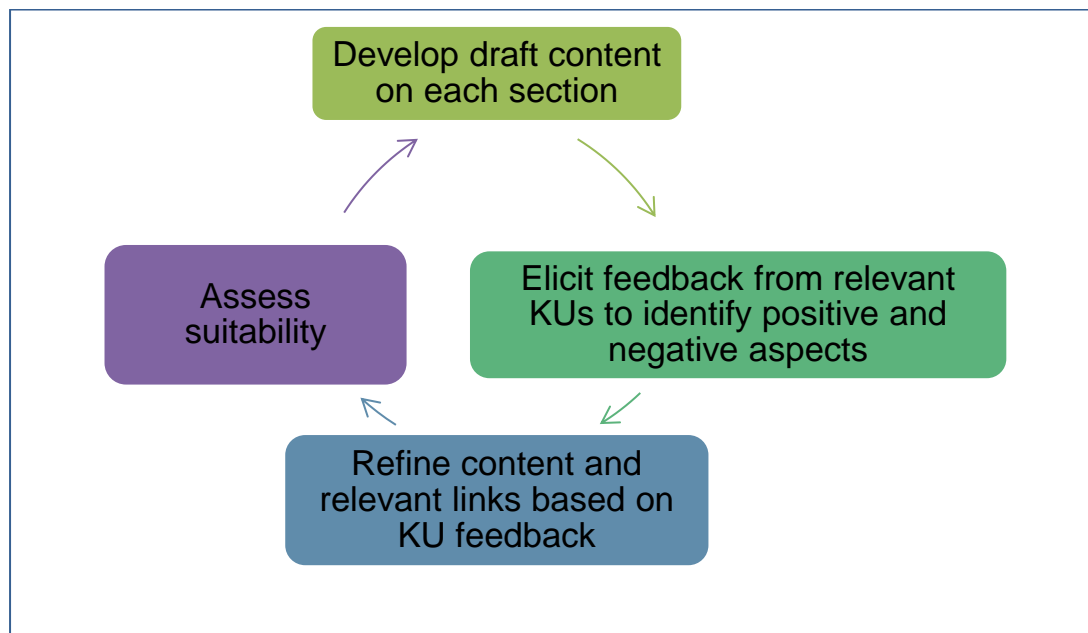 Develop draft content
on each section
Elicit feedback from relevant
KUs to identify positive and
negative aspects
Refine content and
relevant links based on
KU feedback
Assess
suitability